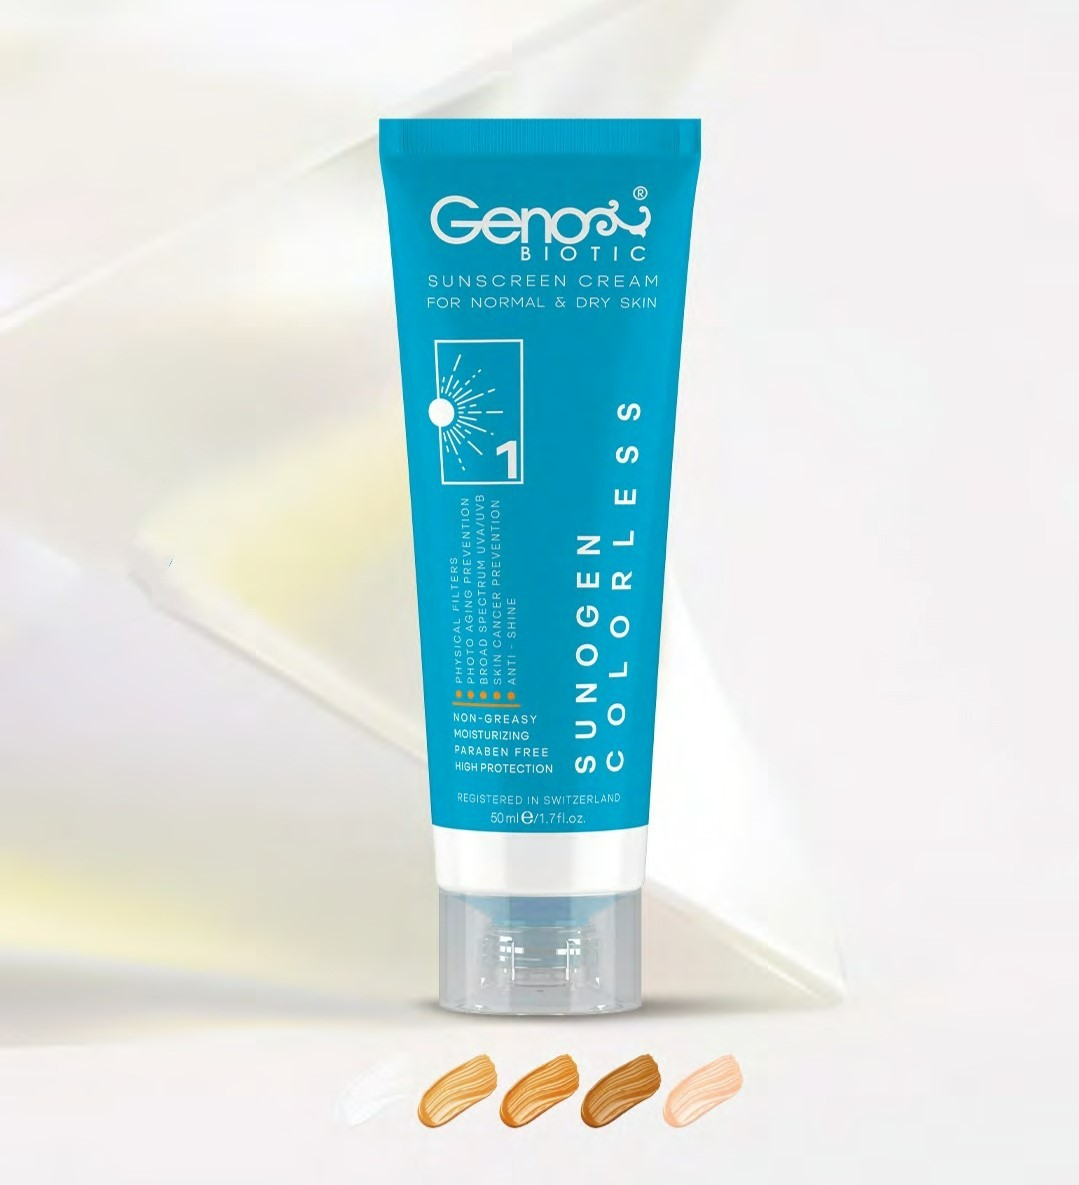 Geno
BIOTIC
®
SUNSCREEN CREAM
FOR NORMAL & DRY SKIN
1
PHYSICAL FILTERS
PHOTO AGING PREVENTION
BROAD SPECTRUM UVA/UVB
SKIN CANCER PREVENTION
ANTI - SHINE
SUNOGEN
COLORLESS
NON-GREASY
MOISTURIZING
PARABEN FREE
HIGH PROTECTION
REGISTERED IN SWITZERLAND
50 ml e/1.7fl.oz.